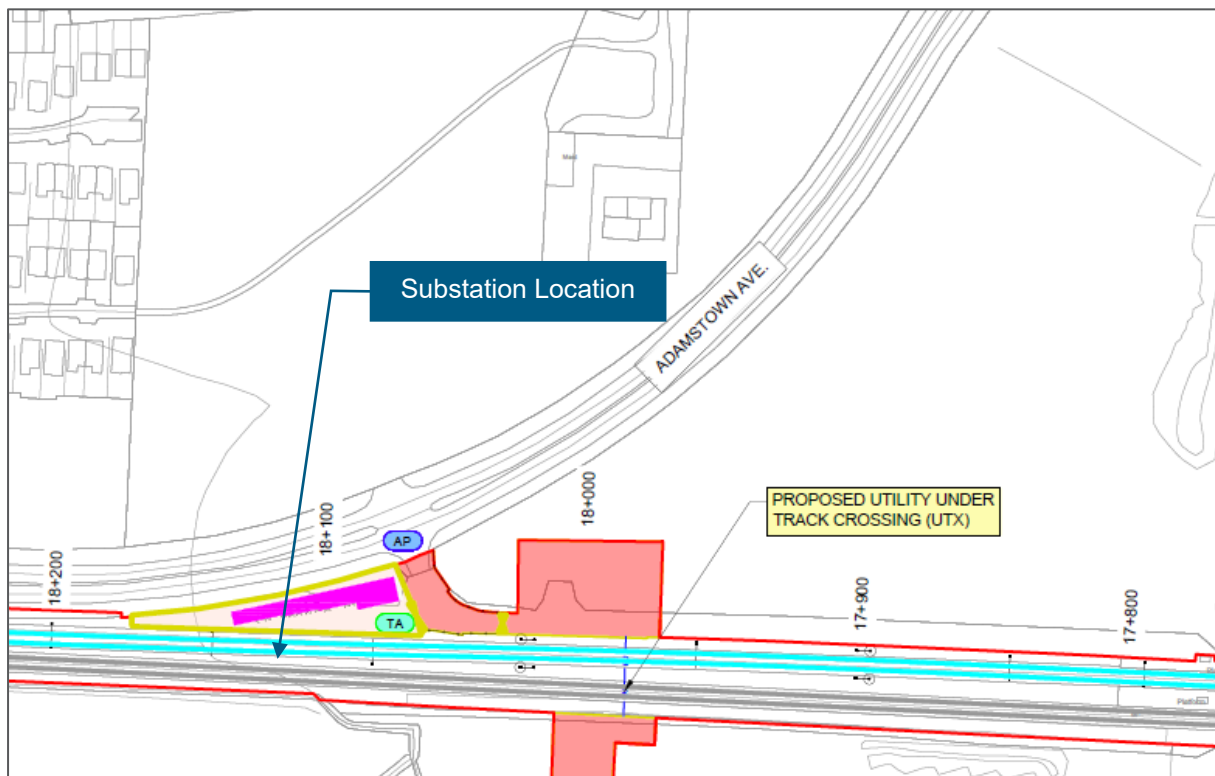 Mast
Substation Location
ADAMSTOWN AVE.
18+000
PROPOSED UTILITY UNDER
TRACK CROSSING (UTX)
18+100
AP
18+200
17+900
17+800
TA